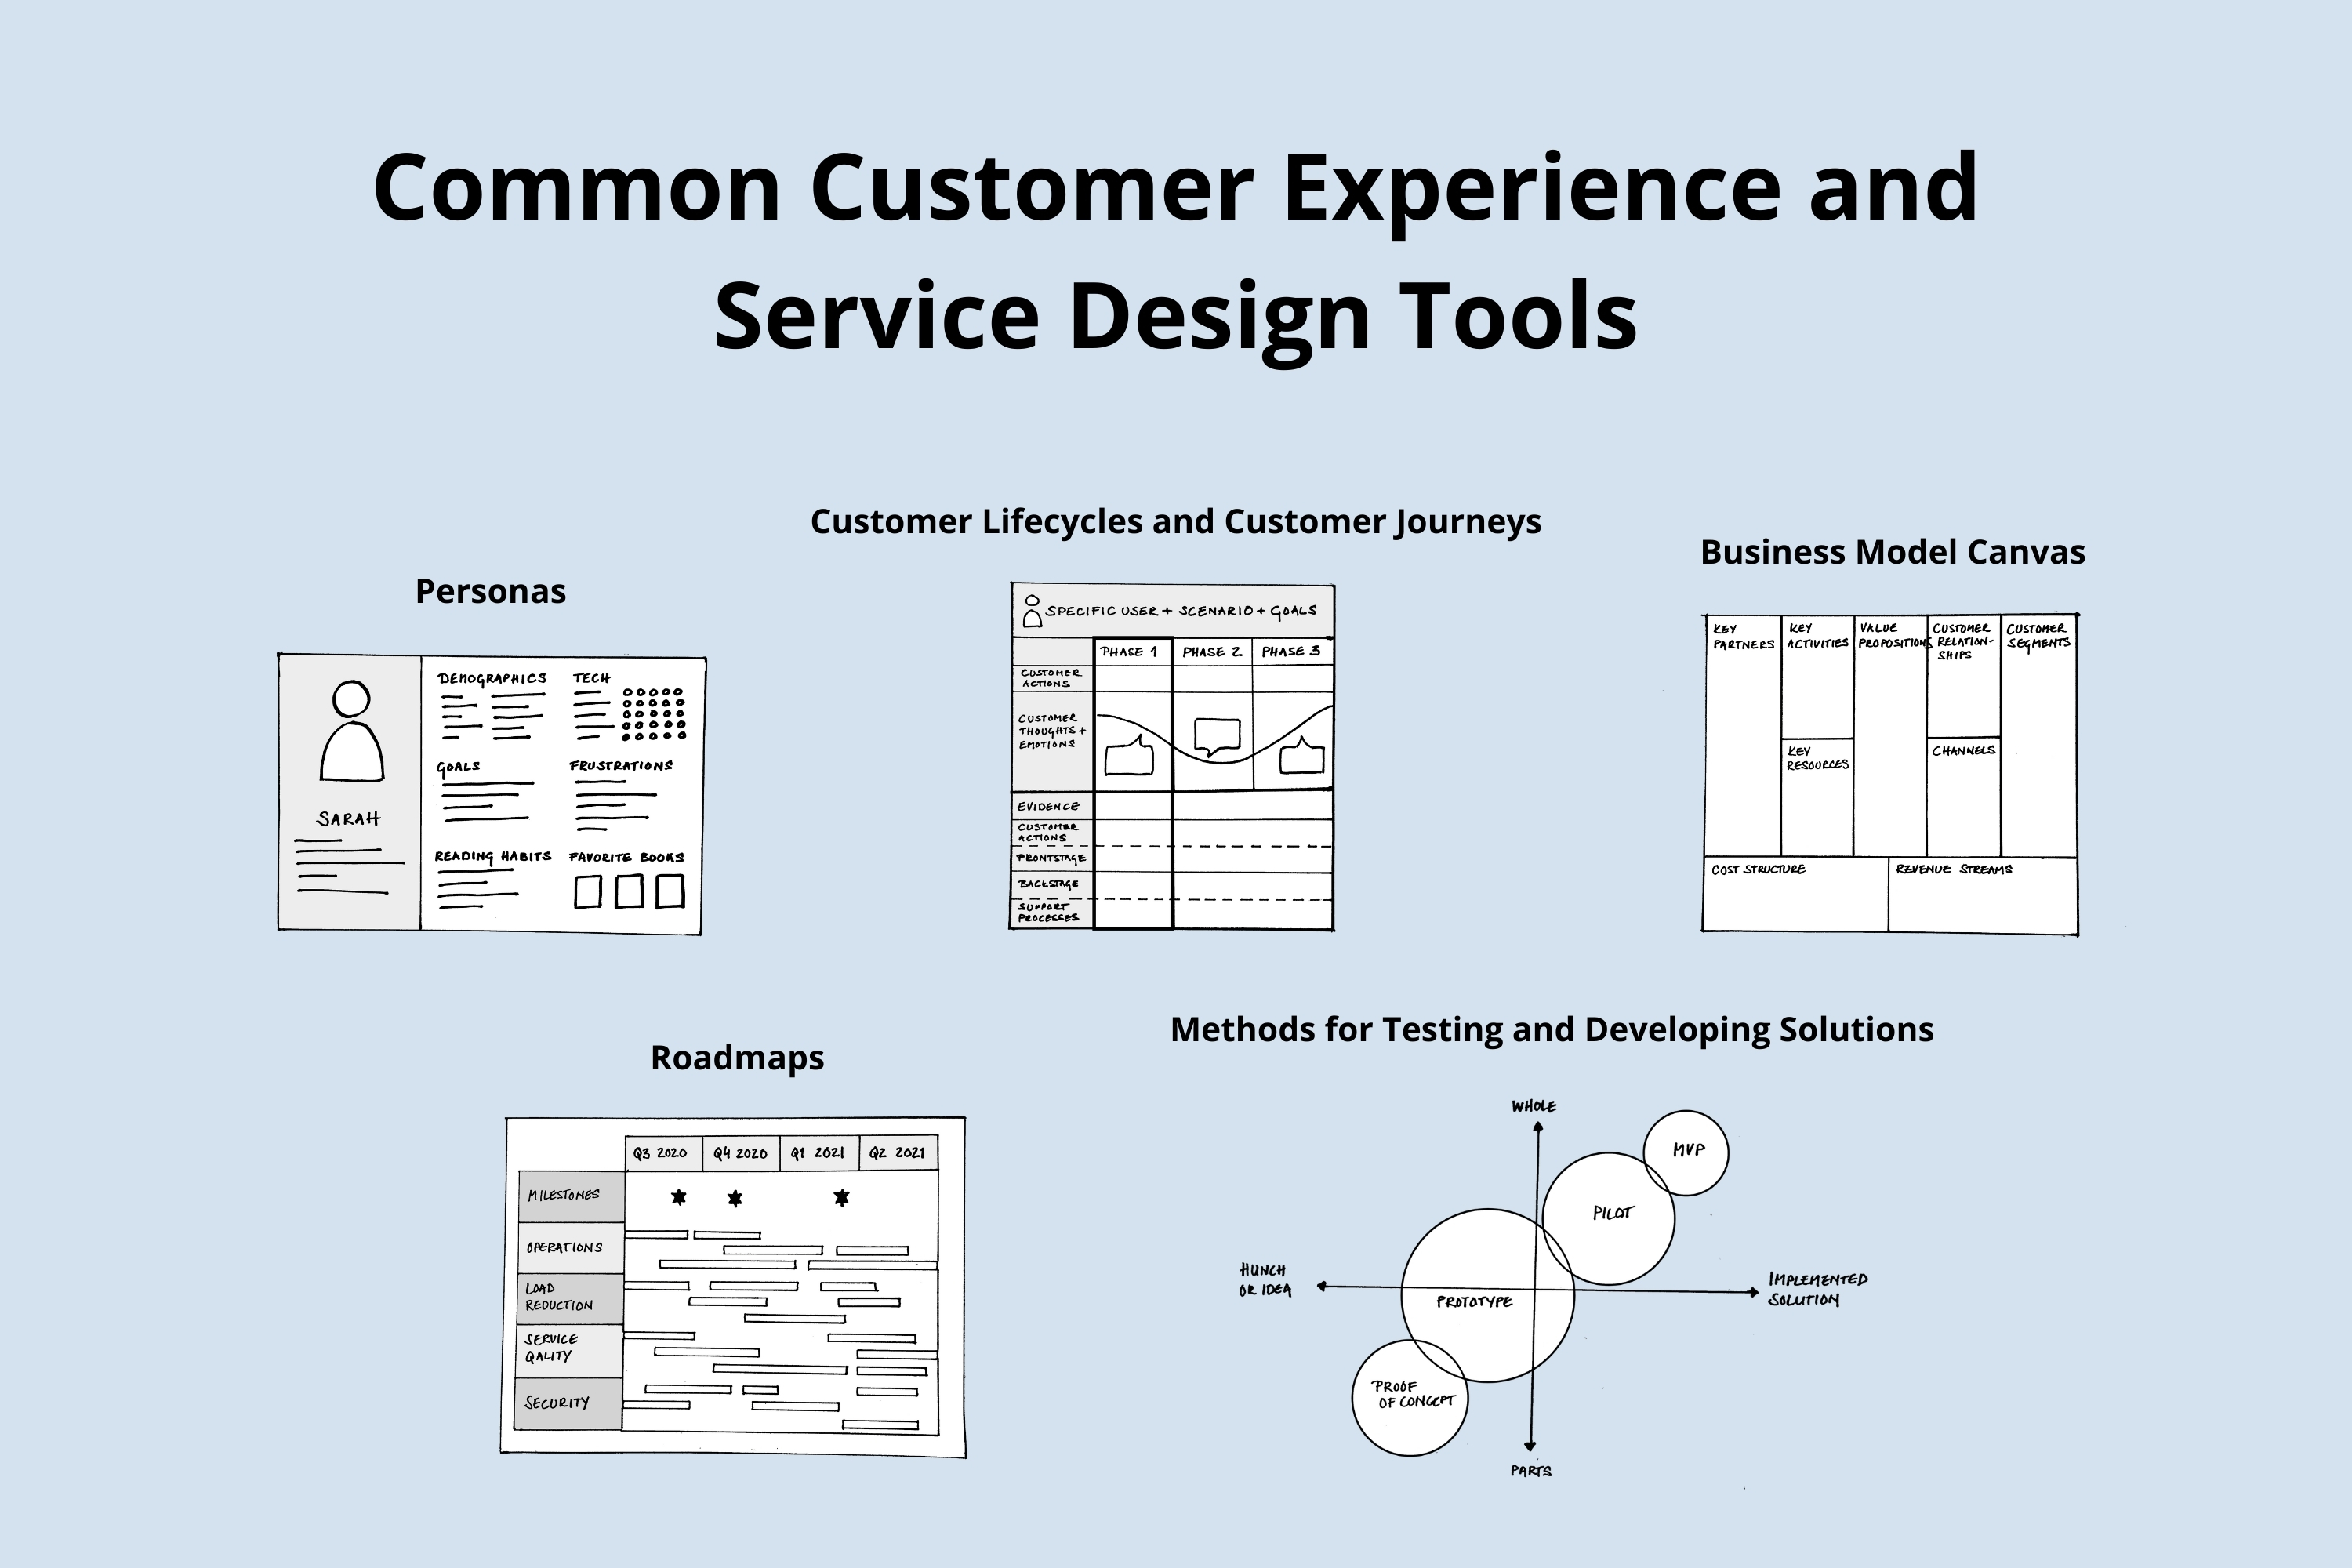 Common Customer Experience and
Service Design Tools
Customer Lifecycles and Customer Journeys
Business Model Canvas
Personas
SARAH
DEMOGRAPHICS
TECH
GOALS
FRUSTRATIONS
READING HABITS
FAVORITE BOOKS
SPECIFIC USER + SCENARIO + GOALS
PHASE 1
PHASE 2
PHASE 3
CUSTOMER
ACTIONS
CUSTOMER
THOUGHTS +
EMOTIONS
EVIDENCE
CUSTOMER
ACTIONS
FRONTSTAGE
BACKSTAGE
SUPPORT
PROCESSES
KEY
PARTNERS
KEY
ACTIVITIES
KEY
RESOURCES
VALUE
PROPOSITIONS
CUSTOMER
RELATION-
SHIPS
CHANNELS
CUSTOMER
SEGMENTS
COST STRUCTURE
REVENUE STREAMS
Roadmaps
Q3 2020
Q4 2020
Q1 2021
Q2 2021
MILESTONES
OPERATIONS
LOAD
REDUCTION
SERVICE
QALITY
SECURITY
Methods for Testing and Developing Solutions
WHOLE
MVP
PILOT
HUNCH
OR IDEA
PROTOTYPE
IMPLEMENTED
SOLUTION
PROOF
OF CONCEPT
PARTS